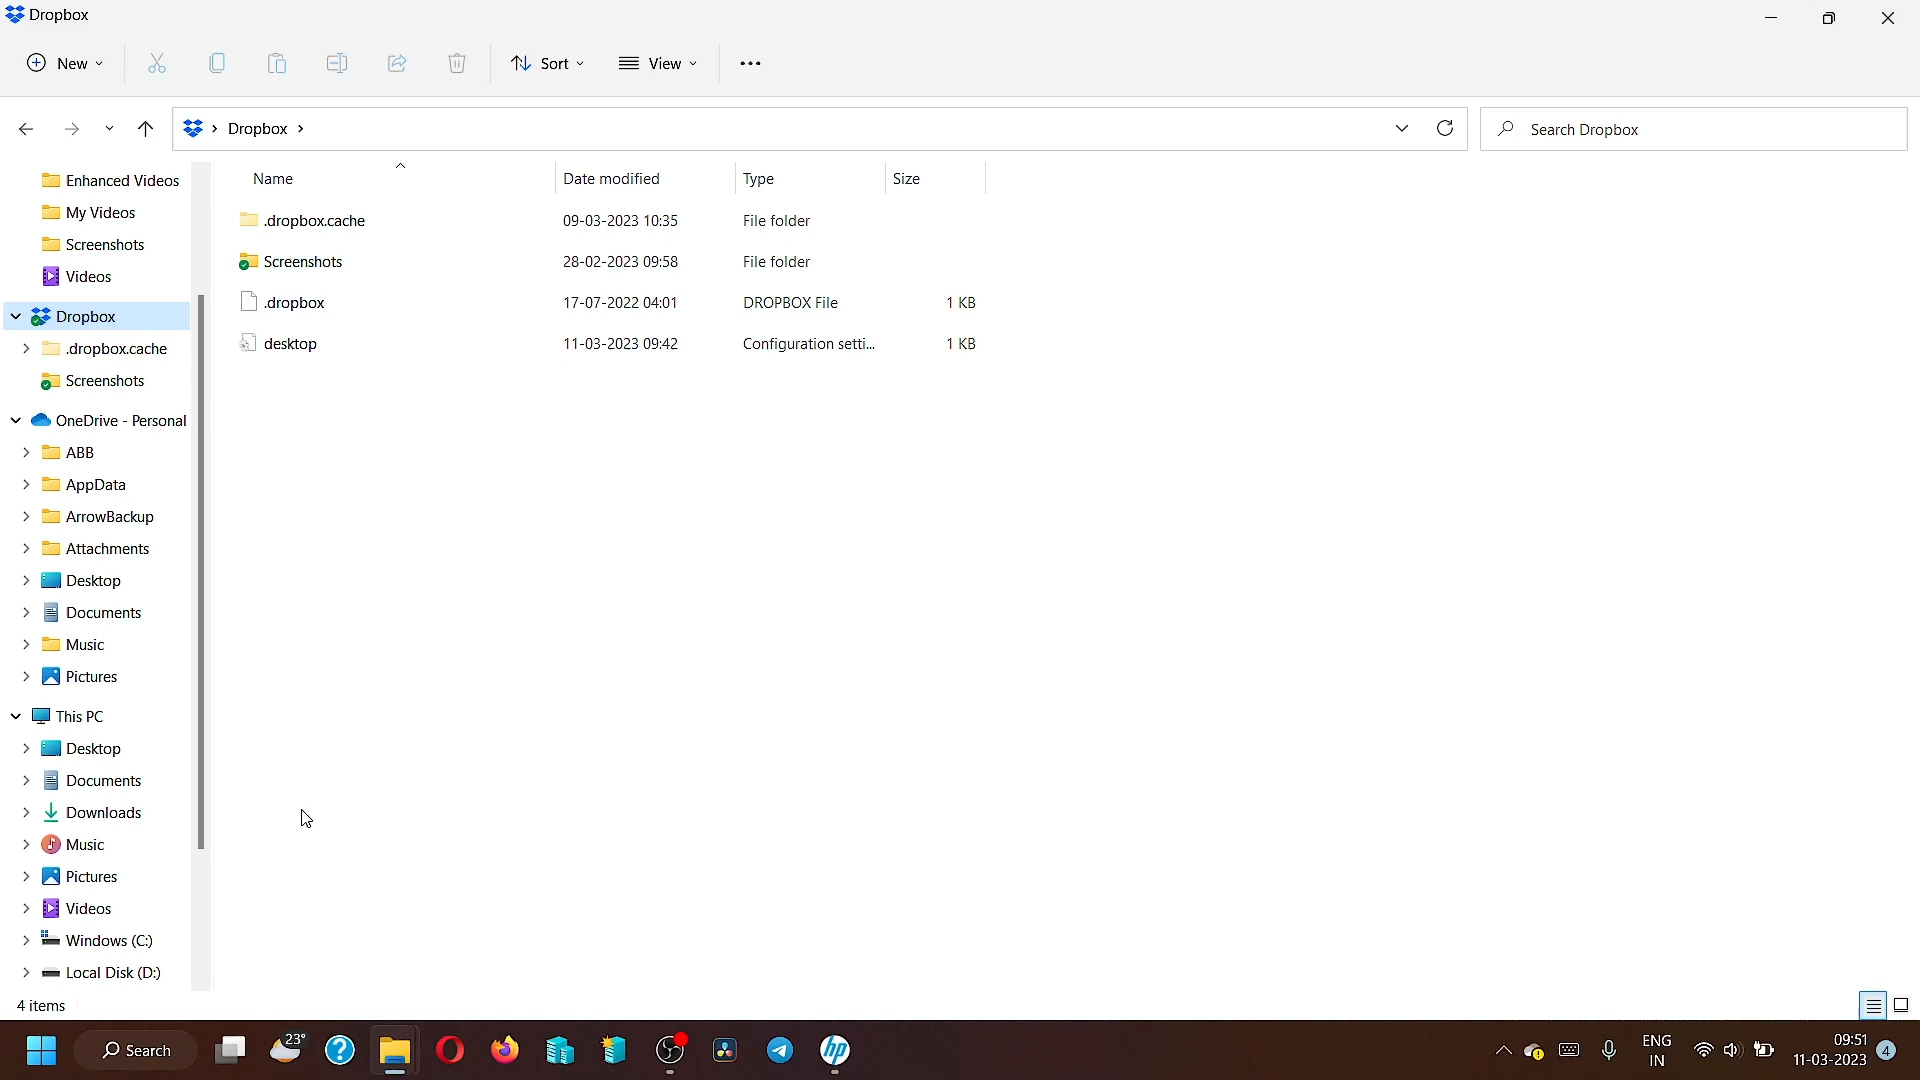 Dropbox
New
Sort
View
Dropbox
Search Dropbox
Enhanced Videos
My Videos
Screenshots
Videos
Dropbox
.dropbox.cache
Screenshots
OneDrive - Personal
ABB
AppData
ArrowBackup
Attachments
Desktop
Documents
Music
Pictures
This PC
Desktop
Documents
Downloads
Music
Pictures
Videos
Windows (C:)
Local Disk (D:)
Name Date modified Type Size
.dropbox.cache 09-03-2023 10:35 File folder
Screenshots 28-02-2023 09:58 File folder
.dropbox 17-07-2022 04:01 DROPBOX File 1 KB
desktop 11-03-2023 09:42 Configuration setti... 1 KB
4 items
Search
23°
hp
ENG
IN
09:51
11-03-2023
4